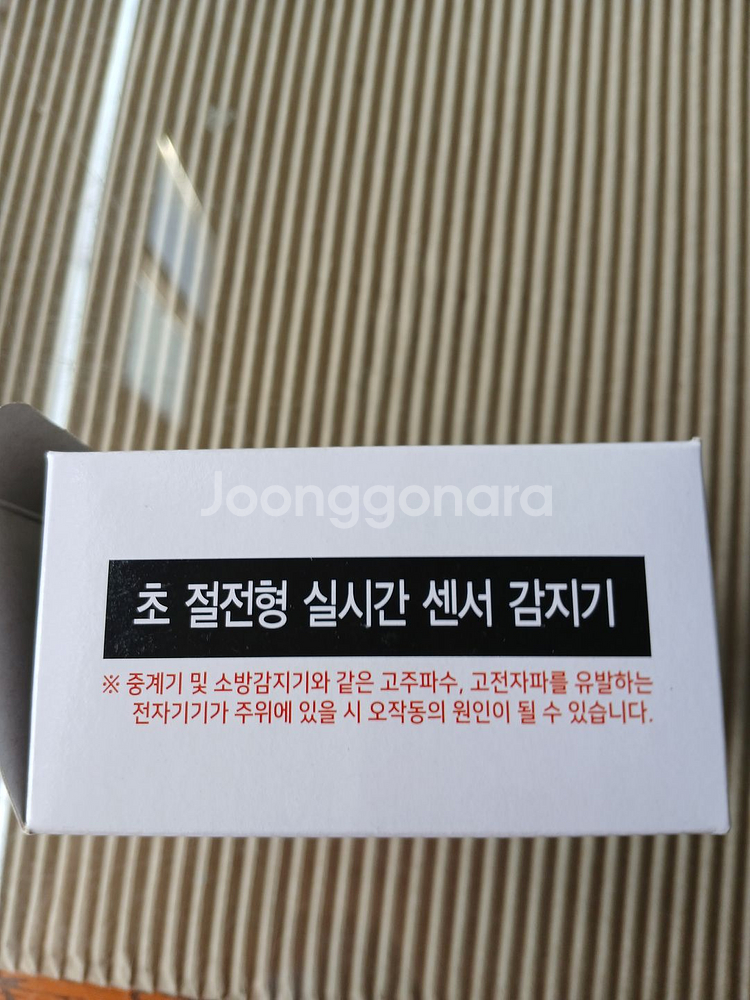 Joonggonara
초 절전형 실시간 센서 감지기
※ 중계기 및 소방감지기와 같은 고주파수, 고전자파를 유발하는
전자기기가 주위에 있을 시 오작동의 원인이 될 수 있습니다.